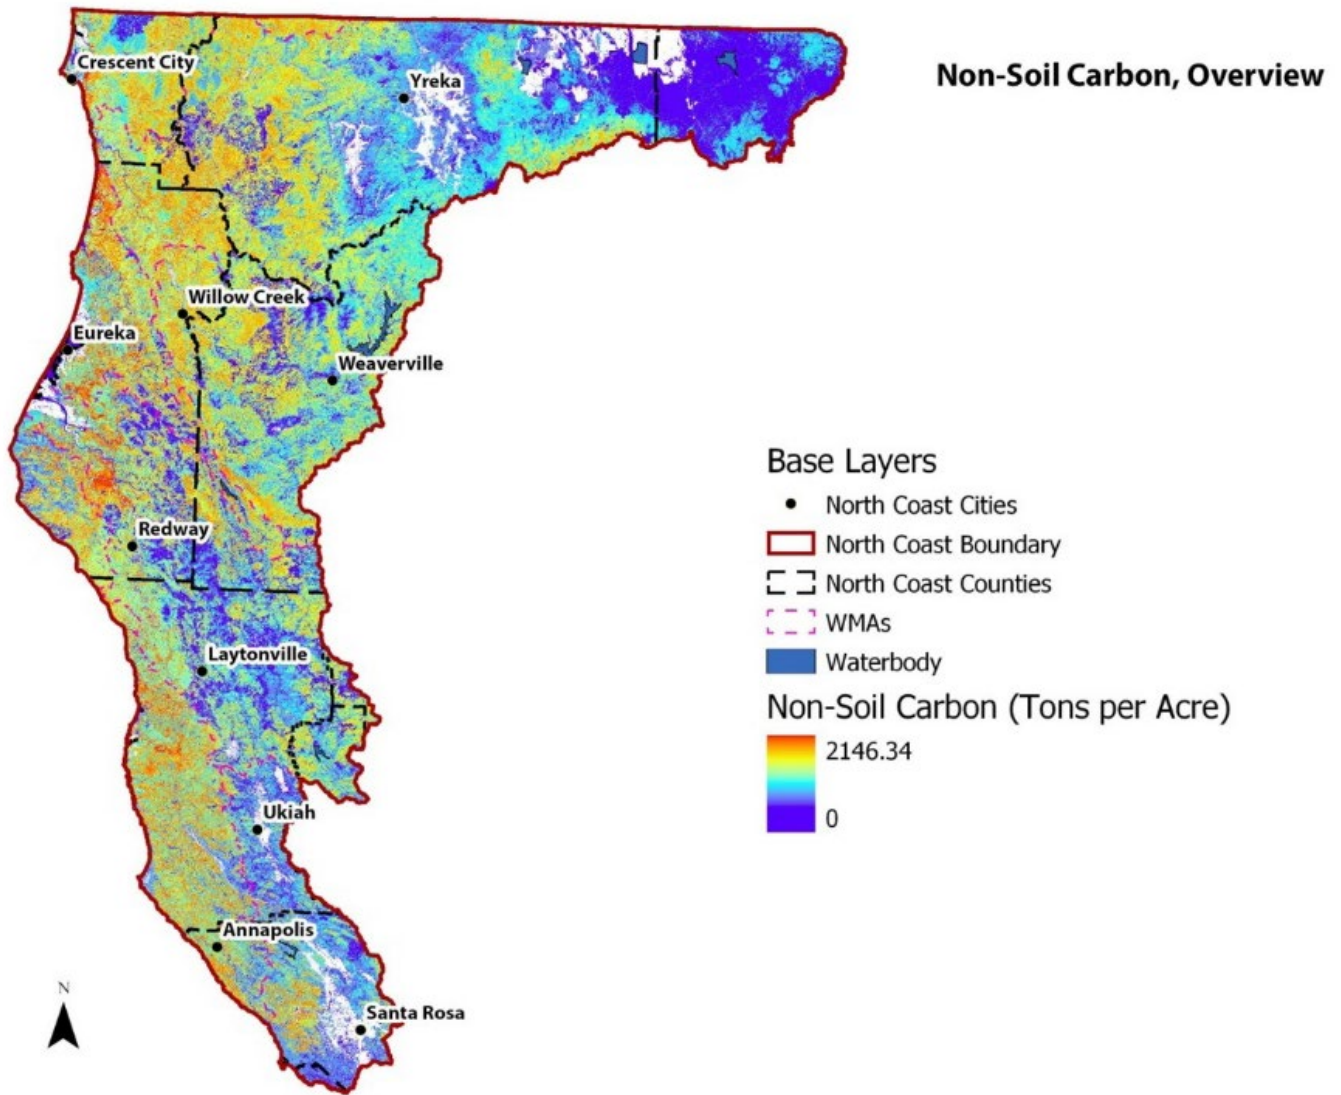 Non-Soil Carbon, Overview
Crescent City
Yreka
Willow Creek
Eureka
Weaverville
Redway
Laytonville
Ukiah
Annapolis
Santa Rosa
N
Base Layers
North Coast Cities
North Coast Boundary
North Coast Counties
WMAs
Waterbody
Non-Soil Carbon (Tons per Acre)
2146.34
0